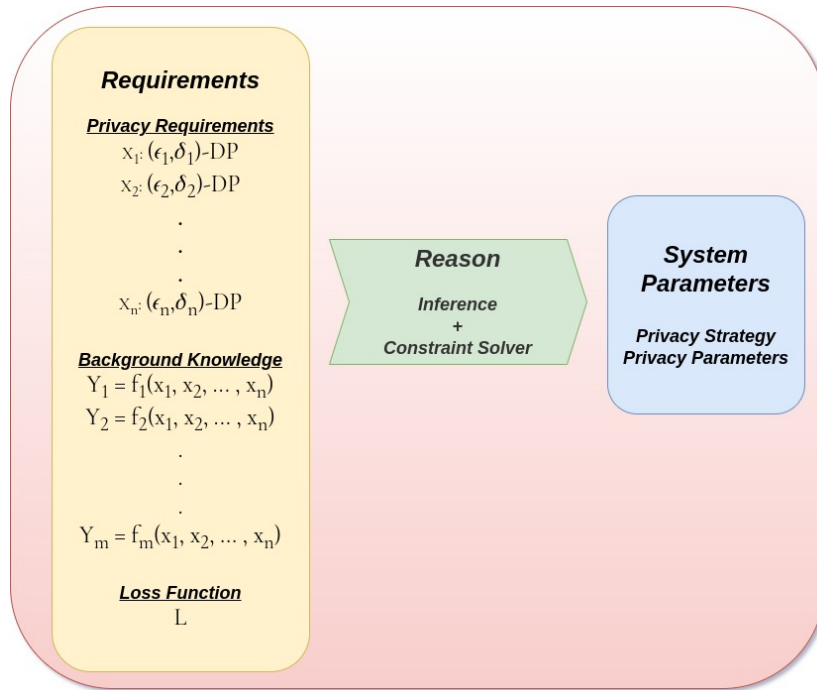 Requirements
Privacy Requirements
x₁: (ϵ₁,δ₁)-DP
x₂: (ϵ₂,δ₂)-DP
.
.
.
xₙ: (ϵₙ,δₙ)-DP
Background Knowledge
Y₁ = f₁(x₁, x₂, ... , xₙ)
Y₂ = f₂(x₁, x₂, ... , xₙ)
.
.
.
Yₘ = fₘ(x₁, x₂, ... , xₙ)
Loss Function
L
Reason
Inference
+
Constraint Solver
System
Parameters
Privacy Strategy
Privacy Parameters